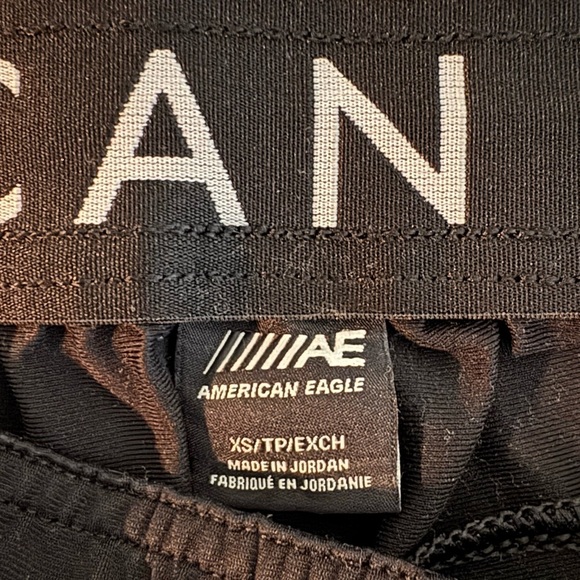 CAN
AE
AMERICAN EAGLE
XS/TP/EXCH
MADE IN JORDAN
FABRIQUÉ EN JORDANIE